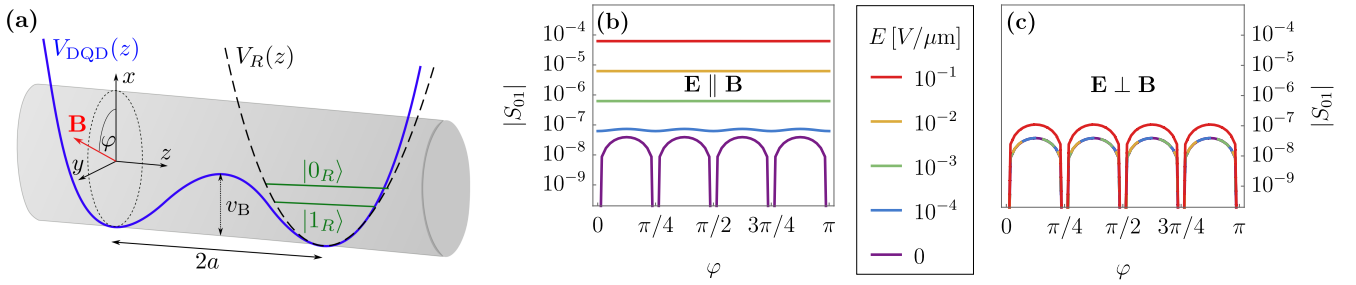 (a)
V_DQD(z)
V_R(z)
x
B
φ
y
z
|0_R⟩
|1_R⟩
v_B
2a
(b)
|S_01|
10^−4
10^−5
10^−6
10^−7
10^−8
10^−9
E ∥ B
0 π/4 π/2 3π/4 π
φ
E [V/μm]
10^−1
10^−2
10^−3
10^−4
0
(c)
E ⊥ B
10^−4
10^−5
10^−6
10^−7
10^−8
10^−9
|S_01|
0 π/4 π/2 3π/4 π
φ